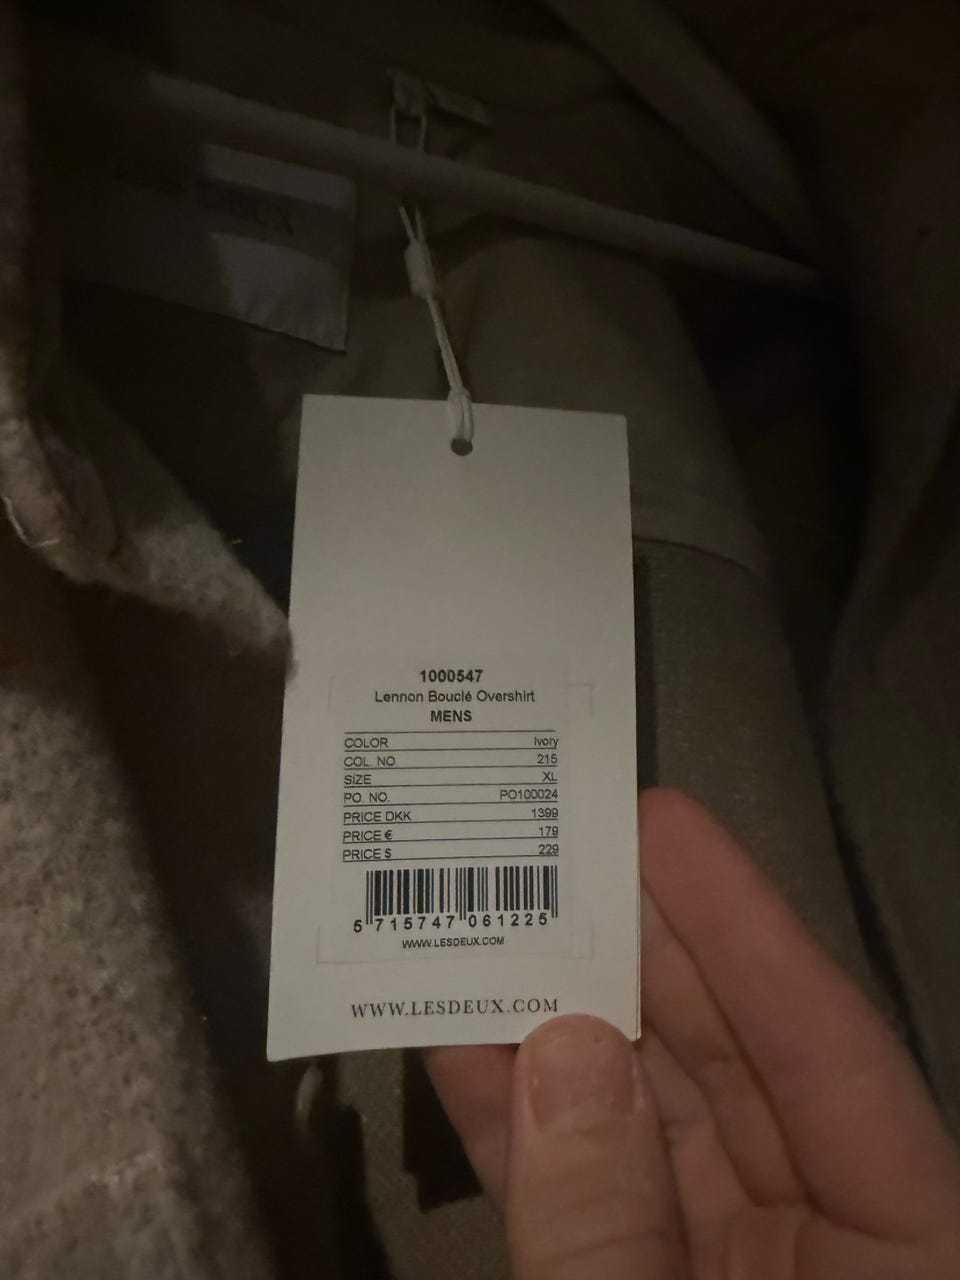 1000547
Lennon Bouclé Overshirt
MENS
COLOR Ivory
COL. NO. 215
SIZE XL
PO. NO. PO100024
PRICE DKK 1399
PRICE € 179
PRICE $ 229
5 715747 061225
WWW.LESDEUX.COM
WWW.LESDEUX.COM